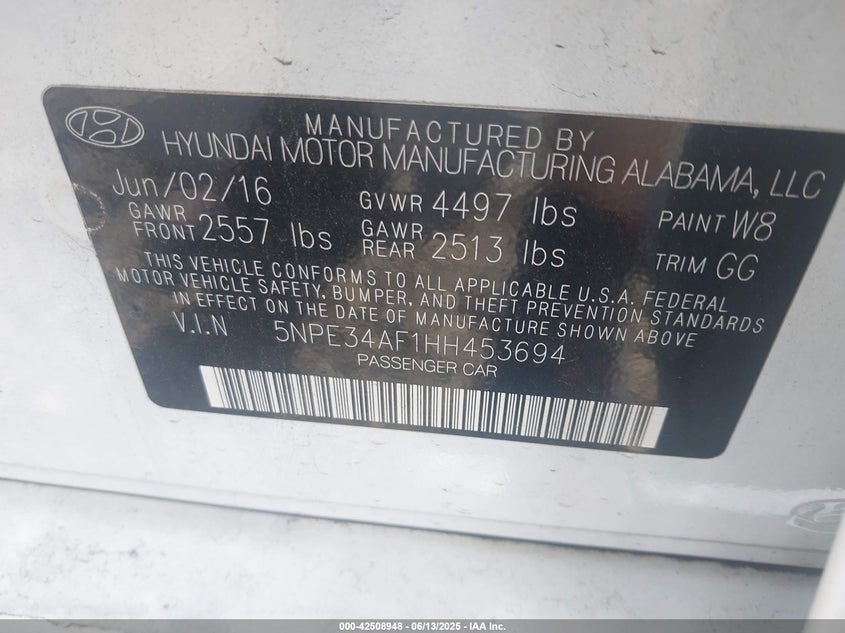 MANUFACTURED BY
HYUNDAI MOTOR MANUFACTURING ALABAMA, LLC
Jun/02/16 GVWR 4497 lbs PAINT W8
GAWR FRONT 2557 lbs GAWR REAR 2513 lbs TRIM GG
THIS VEHICLE CONFORMS TO ALL APPLICABLE U.S.A. FEDERAL
MOTOR VEHICLE SAFETY, BUMPER, AND THEFT PREVENTION STANDARDS
IN EFFECT ON THE DATE OF MANUFACTURE SHOWN ABOVE
V.I.N 5NPE34AF1HH453694
PASSENGER CAR
000-42508948 - 06/13/2025 - IAA Inc.